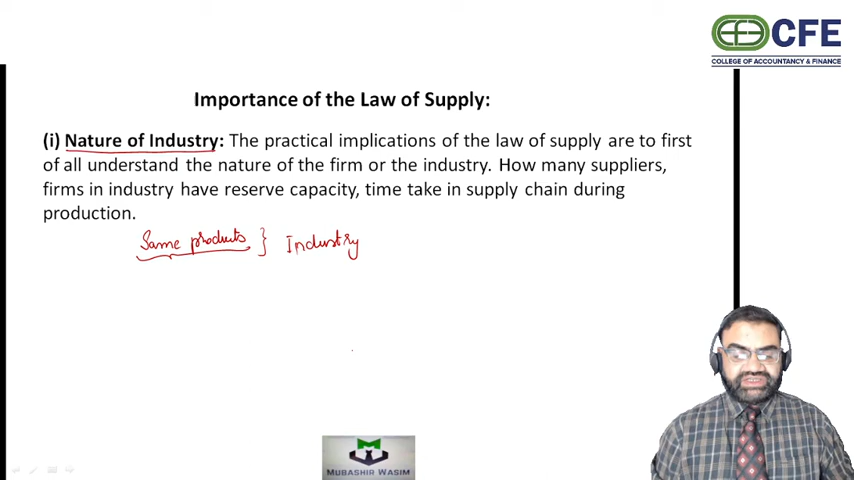 CFE
COLLEGE OF ACCOUNTANCY & FINANCE
Importance of the Law of Supply:
(i) Nature of Industry: The practical implications of the law of supply are to first
of all understand the nature of the firm or the industry. How many suppliers,
firms in industry have reserve capacity, time take in supply chain during
production.
Same products } Industry
MUBASHIR WASIM